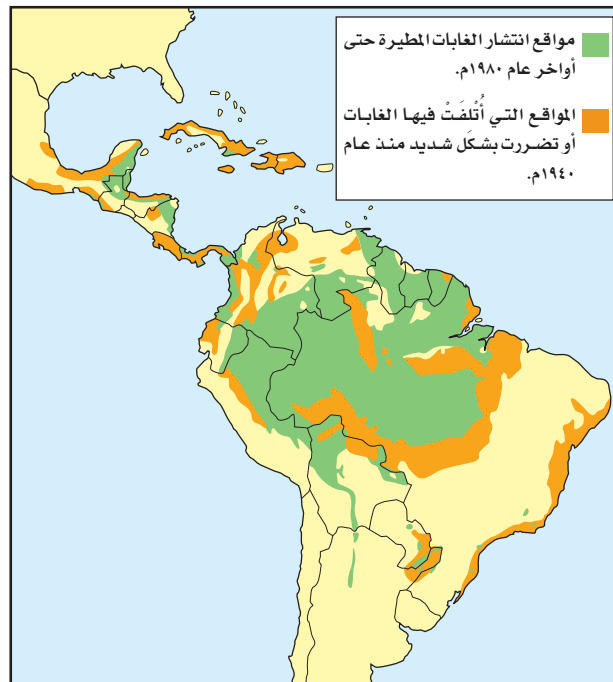 مواقع انتشار الغابات المطيرة حتى
أواخر عام ١٩٨٠م.
المواقع التي أُتْلِفَتْ فيها الغابات
أو تضررت بشكل شديد منذ عام
١٩٤٠م.